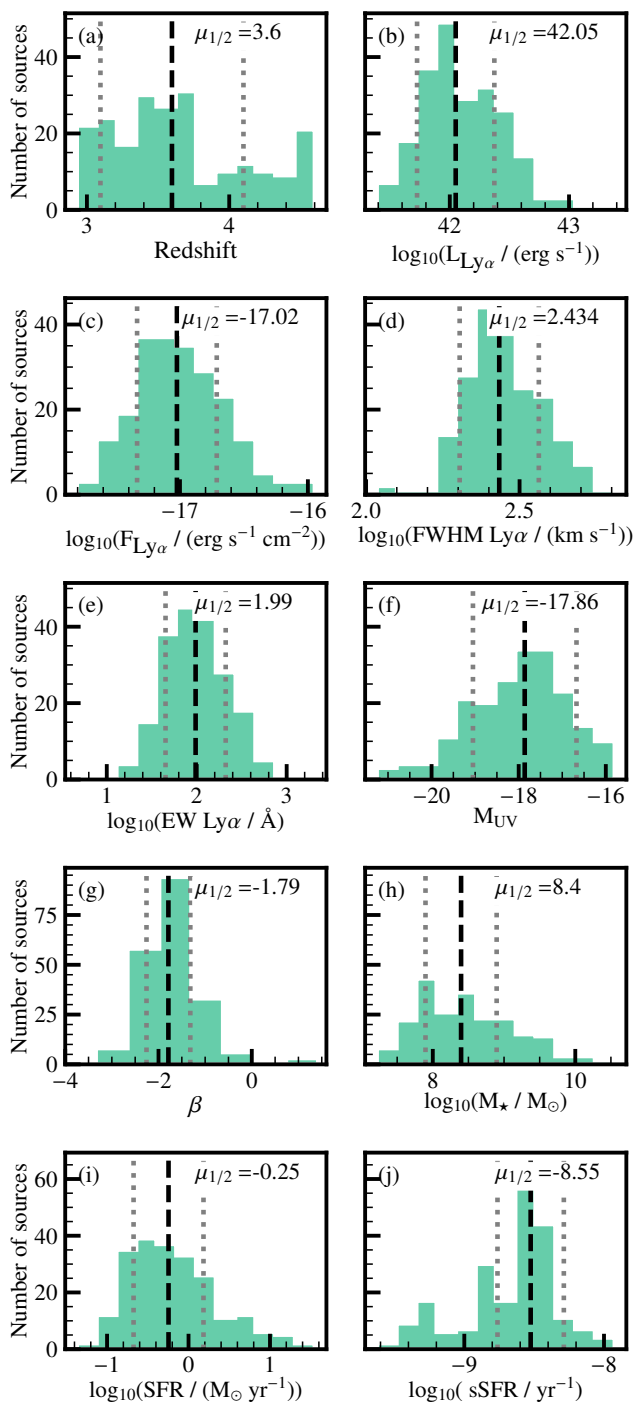 (a) μ1/2 =3.6
(b) μ1/2 =42.05
Number of sources
40
20
0
3 4
Redshift
42 43
log10(LLyα / (erg s−1))
(c) μ1/2 =-17.02
(d) μ1/2 =2.434
Number of sources
40
20
0
−17 −16
log10(FLyα / (erg s−1 cm−2))
2.0 2.5
log10(FWHM Lyα / (km s−1))
(e) μ1/2 =1.99
(f) μ1/2 =-17.86
Number of sources
40
20
0
1 2 3
log10(EW Lyα / Å)
−20 −18 −16
MUV
(g) μ1/2 =-1.79
(h) μ1/2 =8.4
Number of sources
75
50
25
0
−4 −2 0
β
8 10
log10(M★ / M⊙)
(i) μ1/2 =-0.25
(j) μ1/2 =-8.55
Number of sources
60
40
20
0
−1 0 1
log10(SFR / (M⊙ yr−1))
−9 −8
log10( sSFR / yr−1)